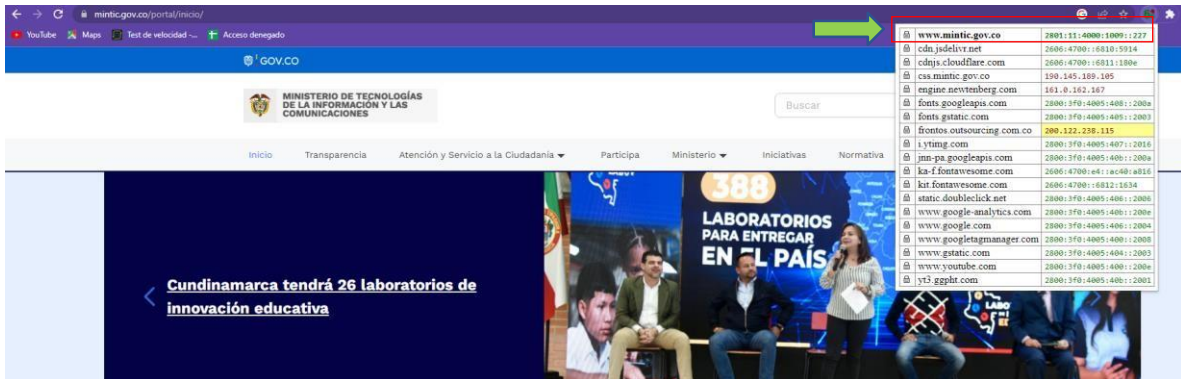 mintic.gov.co/portal/inicio/
YouTube Maps Test de velocidad -... Acceso denegado
GOV.CO
MINISTERIO DE TECNOLOGÍAS
DE LA INFORMACIÓN Y LAS
COMUNICACIONES
Buscar
Inicio Transparencia Atención y Servicio a la Ciudadanía Participa Ministerio Iniciativas Normativa
www.mintic.gov.co 2801:11:4000:1009::227
cdn.jsdelivr.net 2606:4700::6810:5914
cdnjs.cloudflare.com 2606:4700::6811:180e
css.mintic.gov.co 190.145.189.105
engine.newtenberg.com 161.0.162.167
fonts.googleapis.com 2800:3f0:4005:408::200a
fonts.gstatic.com 2800:3f0:4005:405::2003
frontos.outsourcing.com.co 200.122.238.115
i.ytimg.com 2800:3f0:4005:407::2016
jnn-pa.googleapis.com 2800:3f0:4005:40b::200a
ka-f.fontawesome.com 2606:4700:e4::ac40:a816
kit.fontawesome.com 2606:4700::6812:1634
static.doubleclick.net 2800:3f0:4005:406::2006
www.google-analytics.com 2800:3f0:4005:40b::200e
www.google.com 2800:3f0:4005:406::2004
www.googletagmanager.com 2800:3f0:4005:400::2008
www.gstatic.com 2800:3f0:4005:404::2003
www.youtube.com 2800:3f0:4005:400::200e
yt3.ggpht.com 2800:3f0:4005:40b::2001
388
LABORATORIOS
PARA ENTREGAR
EN EL PAÍS
Cundinamarca tendrá 26 laboratorios de
innovación educativa